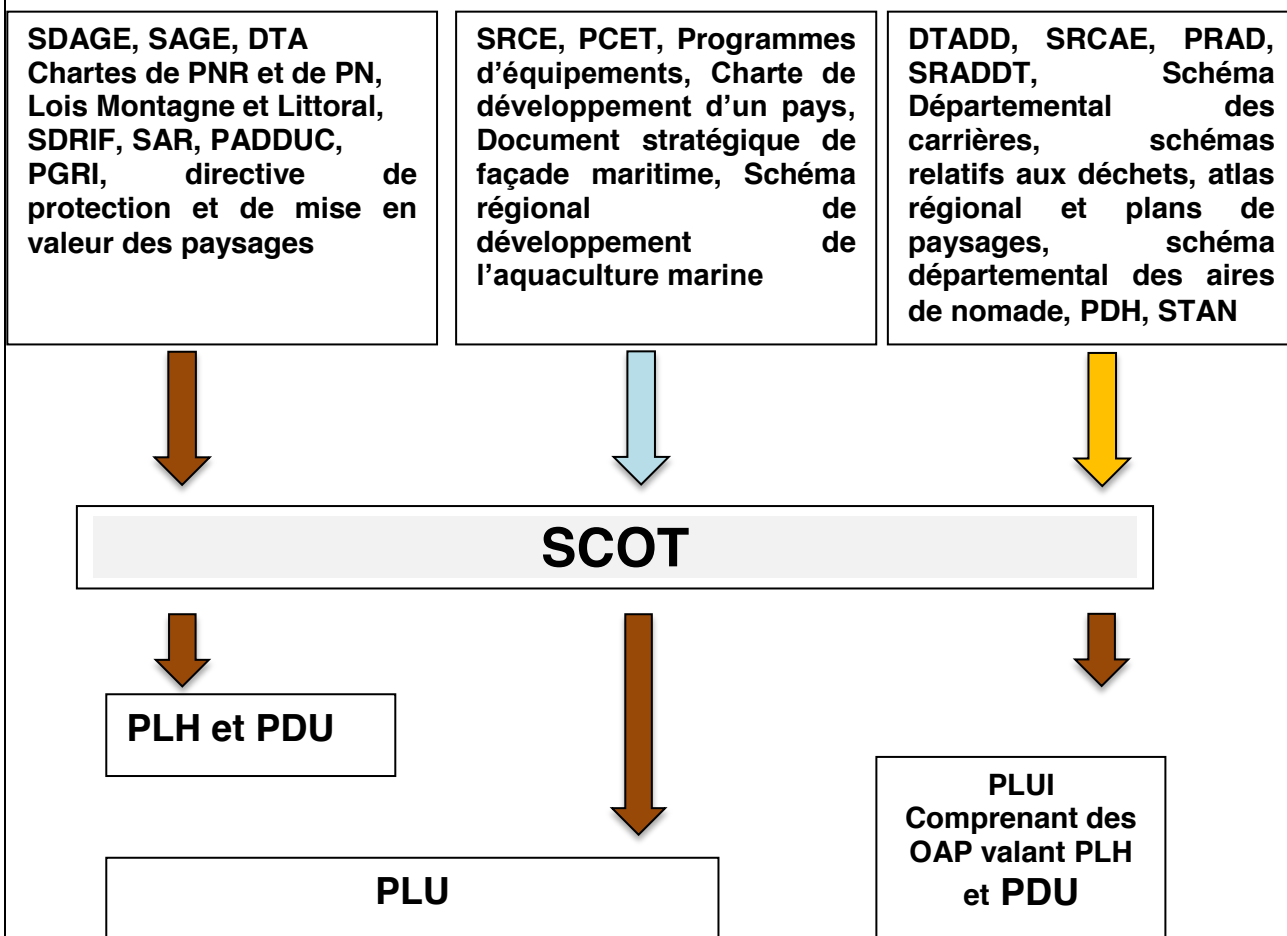 SDAGE, SAGE, DTA
Chartes de PNR et de PN,
Lois Montagne et Littoral,
SDRIF, SAR, PADDUC,
PGRI, directive de
protection et de mise en
valeur des paysages
SRCE, PCET, Programmes
d’équipements, Charte de
développement d’un pays,
Document stratégique de
façade maritime, Schéma
régional de
développement de
l’aquaculture marine
DTADD, SRCAE, PRAD,
SRADDT, Schéma
Départemental des
carrières, schémas
relatifs aux déchets, atlas
régional et plans de
paysages, schéma
départemental des aires
de nomade, PDH, STAN
SCOT
PLH et PDU
PLUI
Comprenant des
OAP valant PLH
et PDU
PLU